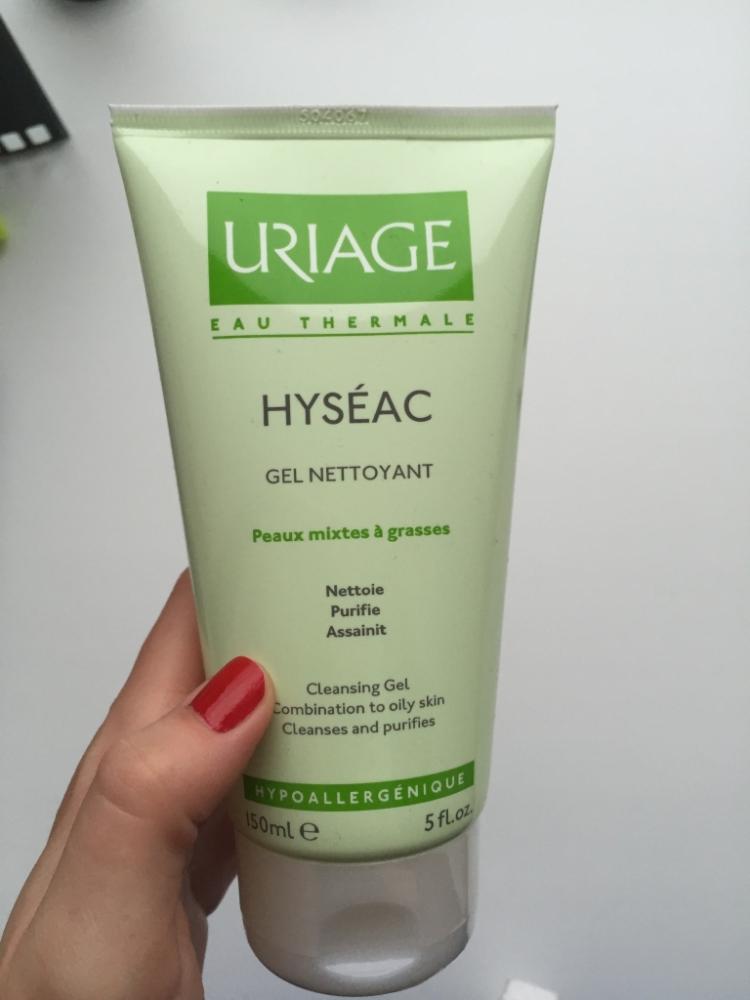 URIAGE
EAU THERMALE
HYSÉAC
GEL NETTOYANT
Peaux mixtes à grasses
Nettoie
Purifie
Assainit
Cleansing Gel
Combination to oily skin
Cleanses and purifies
HYPOALLERGÉNIQUE
150ml e 5 fl.oz.